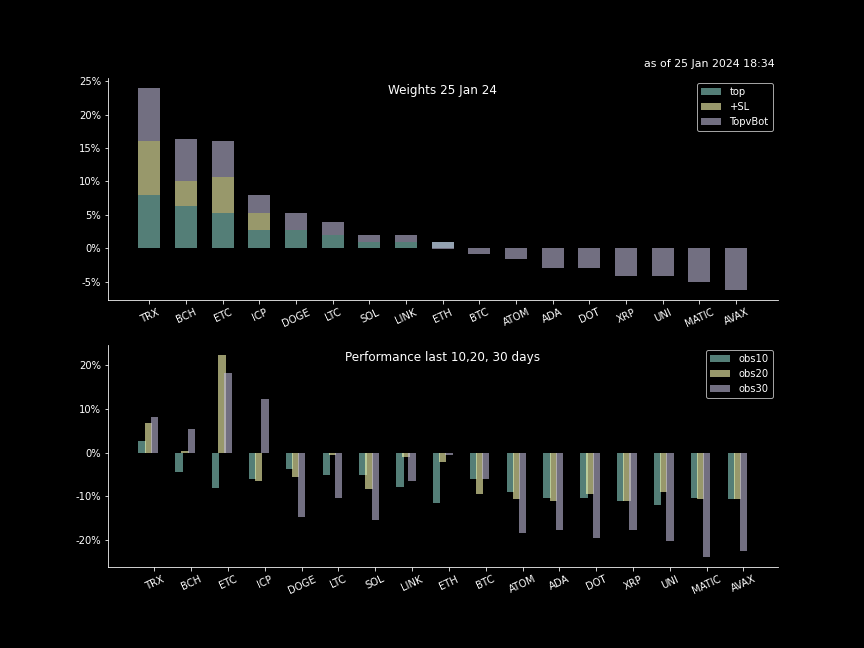 as of 25 Jan 2024 18:34
Weights 25 Jan 24
top
+SL
TopvBot
25%
20%
15%
10%
5%
0%
-5%
TRX BCH ETC ICP DOGE LTC SOL LINK ETH BTC ATOM ADA DOT XRP UNI MATIC AVAX
Performance last 10,20, 30 days
obs10
obs20
obs30
20%
10%
0%
-10%
-20%
TRX BCH ETC ICP DOGE LTC SOL LINK ETH BTC ATOM ADA DOT XRP UNI MATIC AVAX